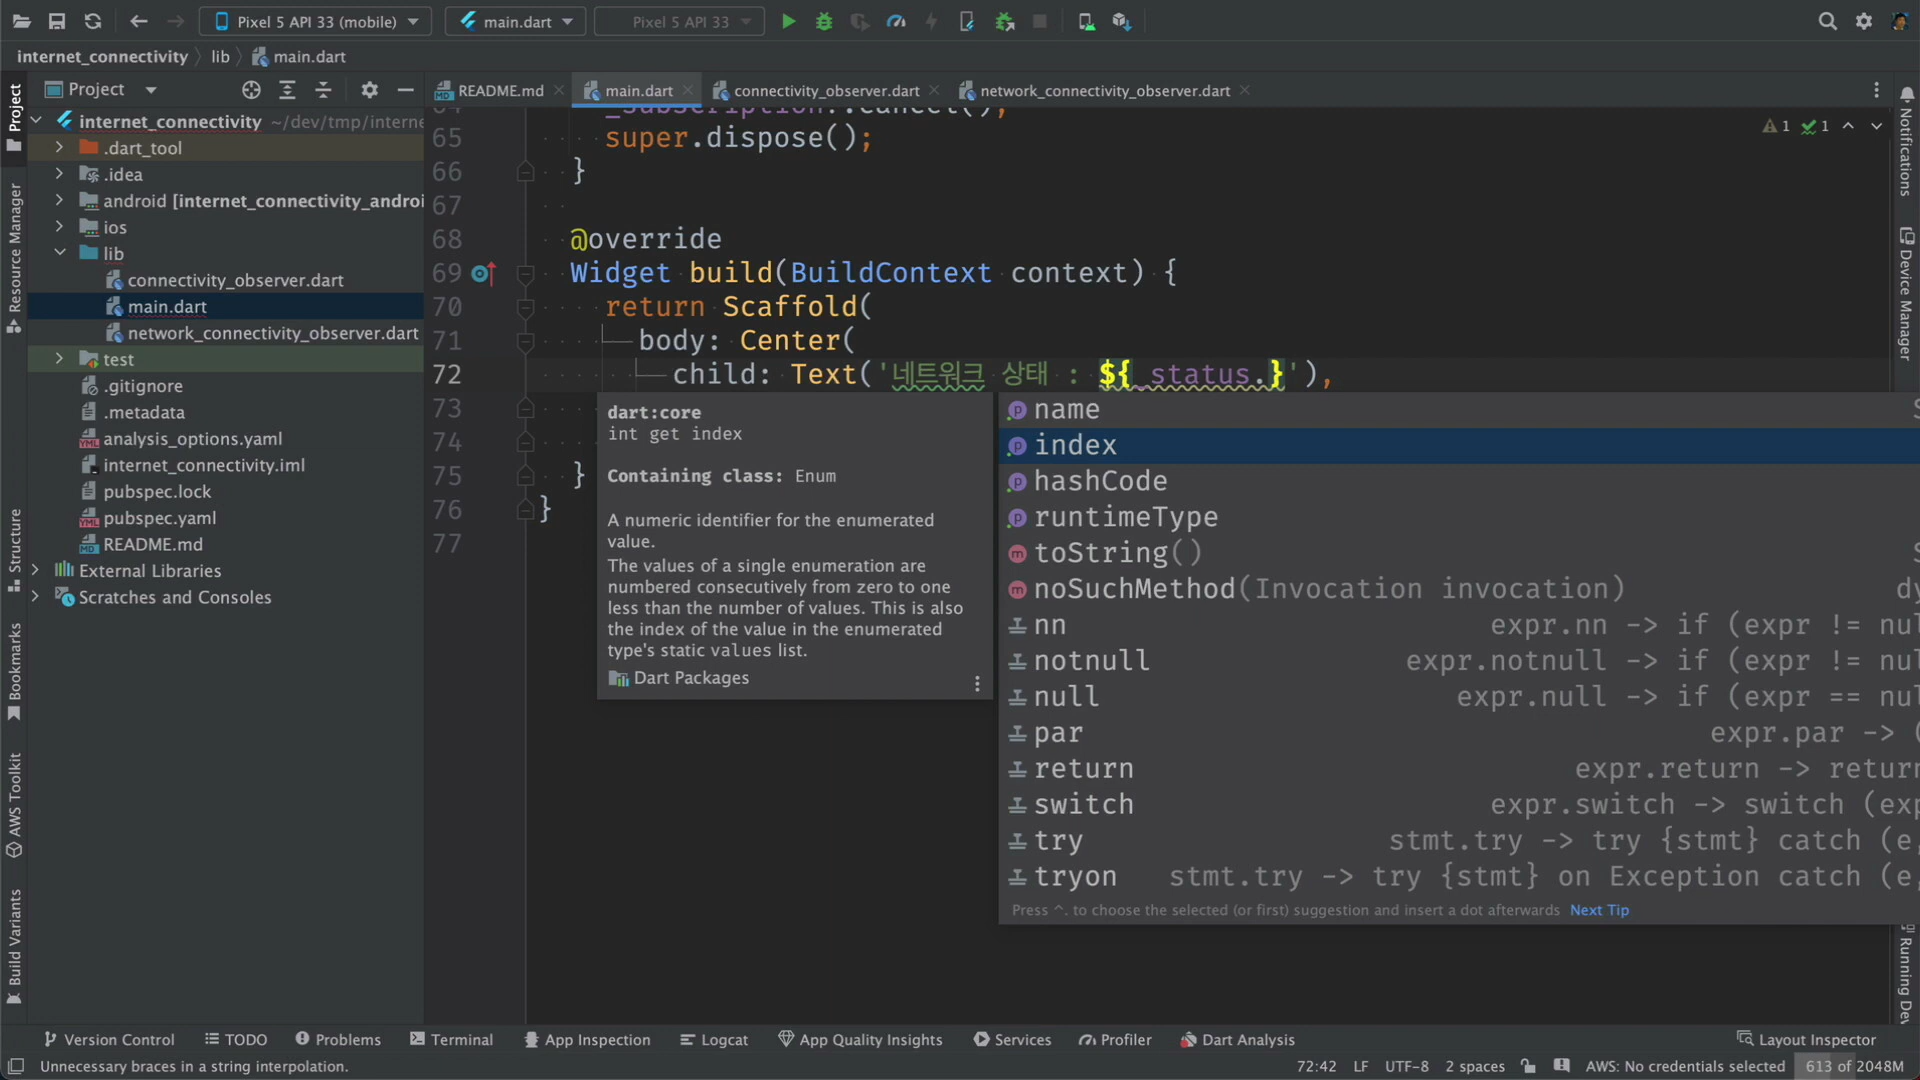 Pixel 5 API 33 (mobile)
main.dart
Pixel 5 API 33
internet_connectivity
lib
main.dart
Project
README.md
main.dart
connectivity_observer.dart
network_connectivity_observer.dart
internet_connectivity ~/dev/tmp/interne
.dart_tool
.idea
android [internet_connectivity_androi
ios
lib
connectivity_observer.dart
main.dart
network_connectivity_observer.dart
test
.gitignore
.metadata
analysis_options.yaml
internet_connectivity.iml
pubspec.lock
pubspec.yaml
README.md
External Libraries
Scratches and Consoles
Project
Resource Manager
Structure
Bookmarks
AWS Toolkit
Build Variants
1 1
65 super.dispose();
66 }
67
68 @override
69 Widget build(BuildContext context) {
70 return Scaffold(
71 body: Center(
72 child: Text('네트워크 상태 : ${_status.}'),
73
74
75 }
76 }
77
dart:core
int get index
Containing class: Enum
A numeric identifier for the enumerated
value.
The values of a single enumeration are
numbered consecutively from zero to one
less than the number of values. This is also
the index of the value in the enumerated
type's static values list.
Dart Packages
name
index
hashCode
runtimeType
toString()
noSuchMethod(Invocation invocation) dy
nn expr.nn -> if (expr != nul
notnull expr.notnull -> if (expr != nul
null expr.null -> if (expr == nul
par expr.par -> (
return expr.return -> return
switch expr.switch -> switch (exp
try stmt.try -> try {stmt} catch (e,
tryon stmt.try -> try {stmt} on Exception catch (e,
Press ^. to choose the selected (or first) suggestion and insert a dot afterwards Next Tip
Notifications
Device Manager
Running Dev
Version Control
TODO
Problems
Terminal
App Inspection
Logcat
App Quality Insights
Services
Profiler
Dart Analysis
Layout Inspector
Unnecessary braces in a string interpolation.
72:42 LF UTF-8 2 spaces AWS: No credentials selected 613 of 2048M